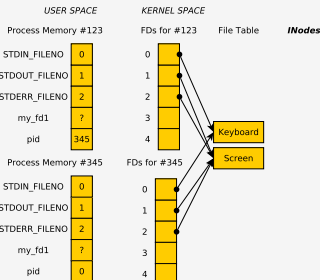 USER SPACE KERNEL SPACE
Process Memory #123 FDs for #123 File Table INodes
STDIN_FILENO 0 0
STDOUT_FILENO 1 1
STDERR_FILENO 2 2
my_fd1 ? 3
pid 345 4
Keyboard
Screen
Process Memory #345 FDs for #345
STDIN_FILENO 0 0
STDOUT_FILENO 1 1
STDERR_FILENO 2 2
my_fd1 ? 3
pid 0 4